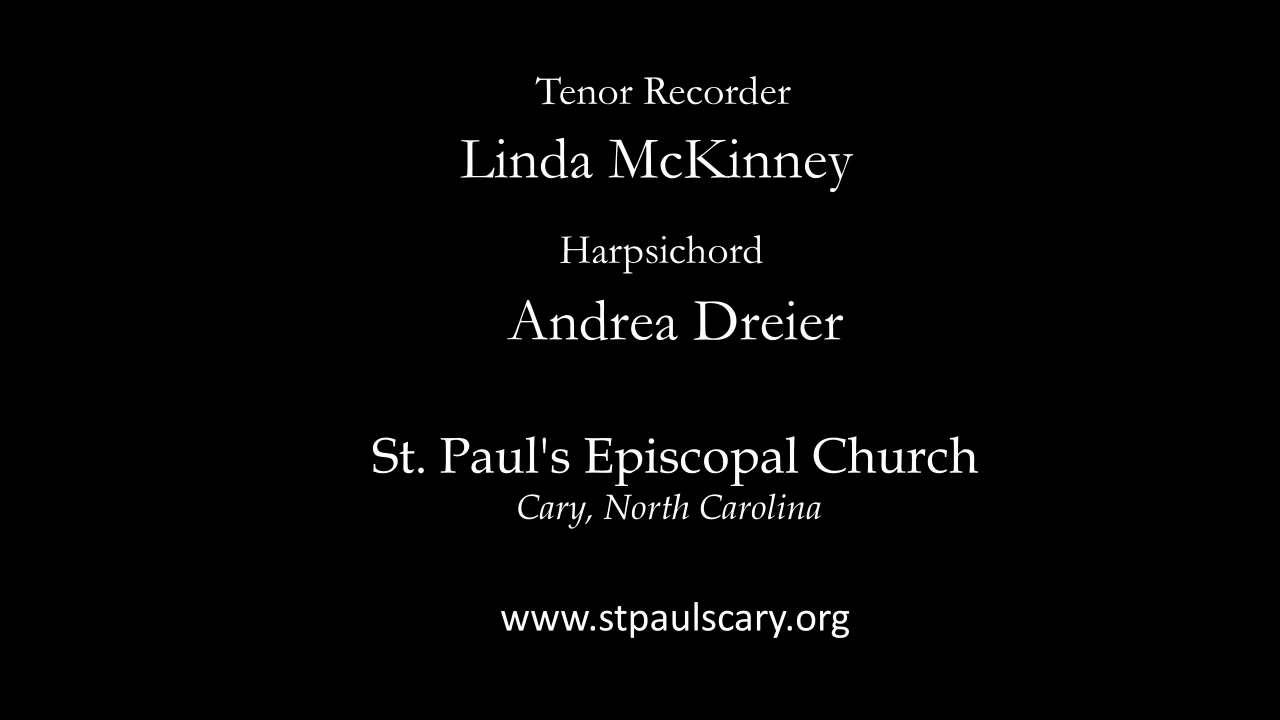 Tenor Recorder
Linda McKinney
Harpsichord
Andrea Dreier
St. Paul's Episcopal Church
Cary, North Carolina
www.stpaulscary.org